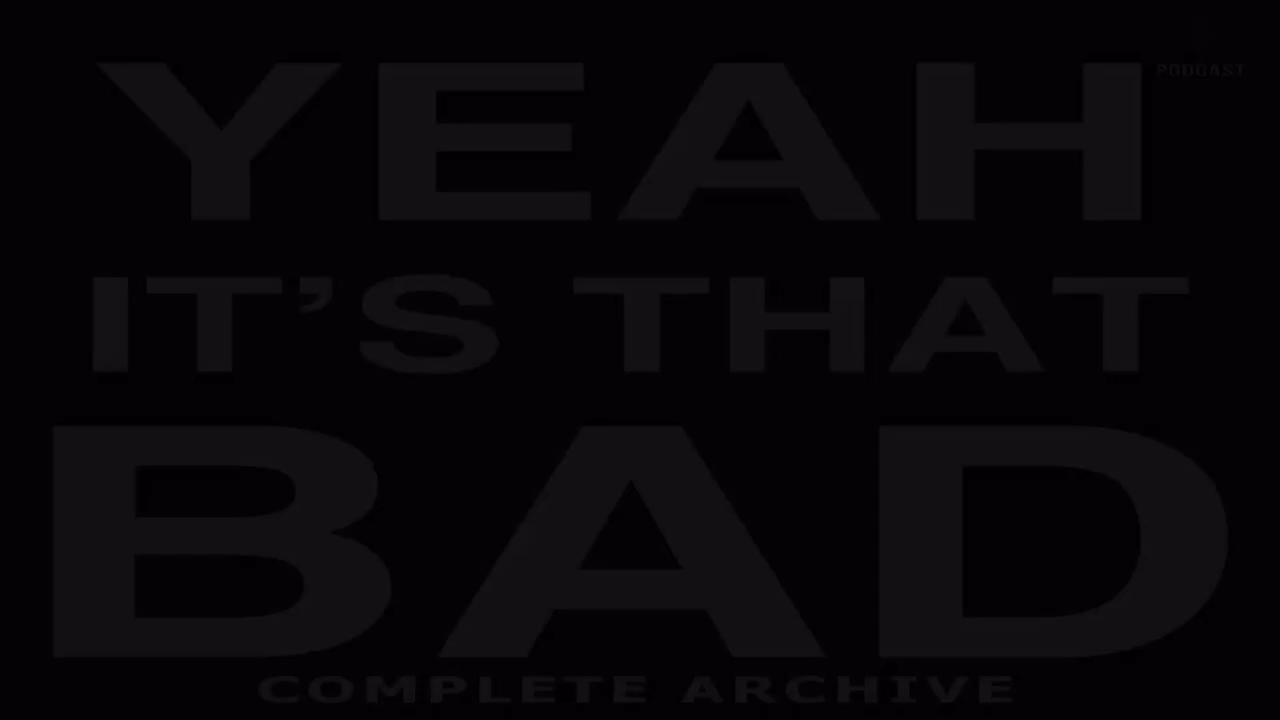 YEAH
PODCAST
IT’S THAT
BAD
COMPLETE ARCHIVE